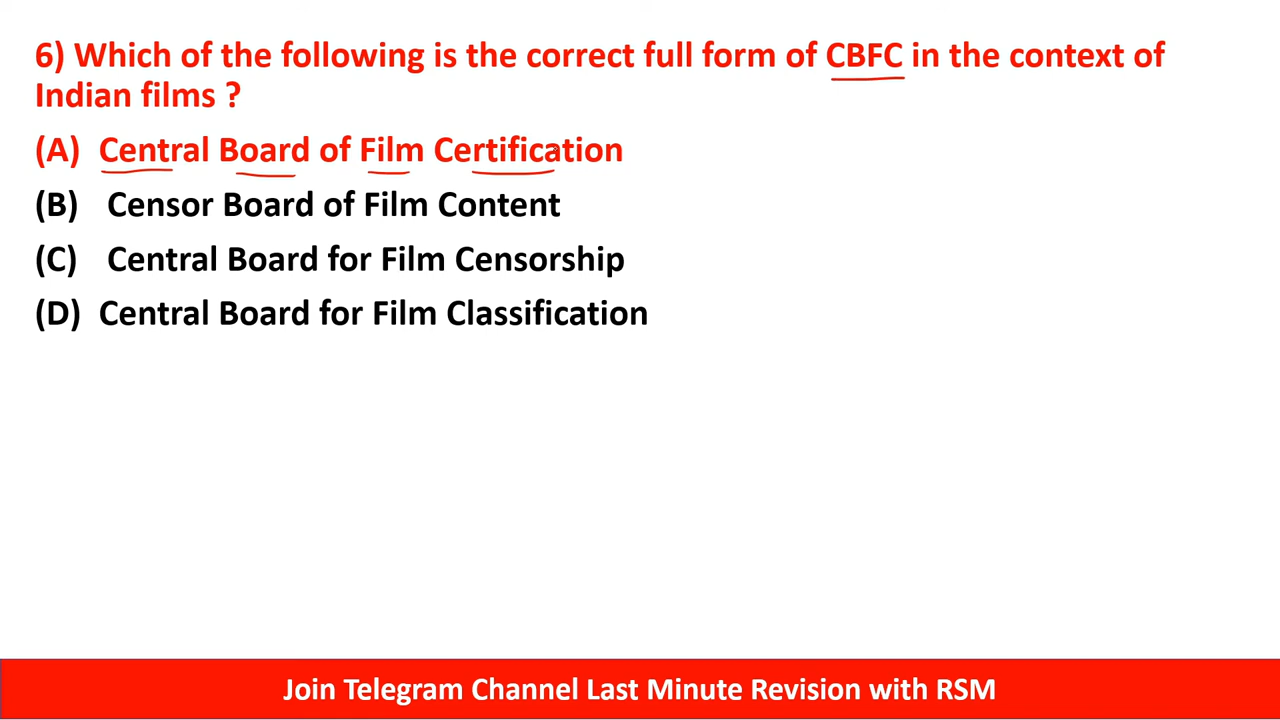 6) Which of the following is the correct full form of CBFC in the context of
Indian films ?
(A) Central Board of Film Certification
(B) Censor Board of Film Content
(C) Central Board for Film Censorship
(D) Central Board for Film Classification
Join Telegram Channel Last Minute Revision with RSM